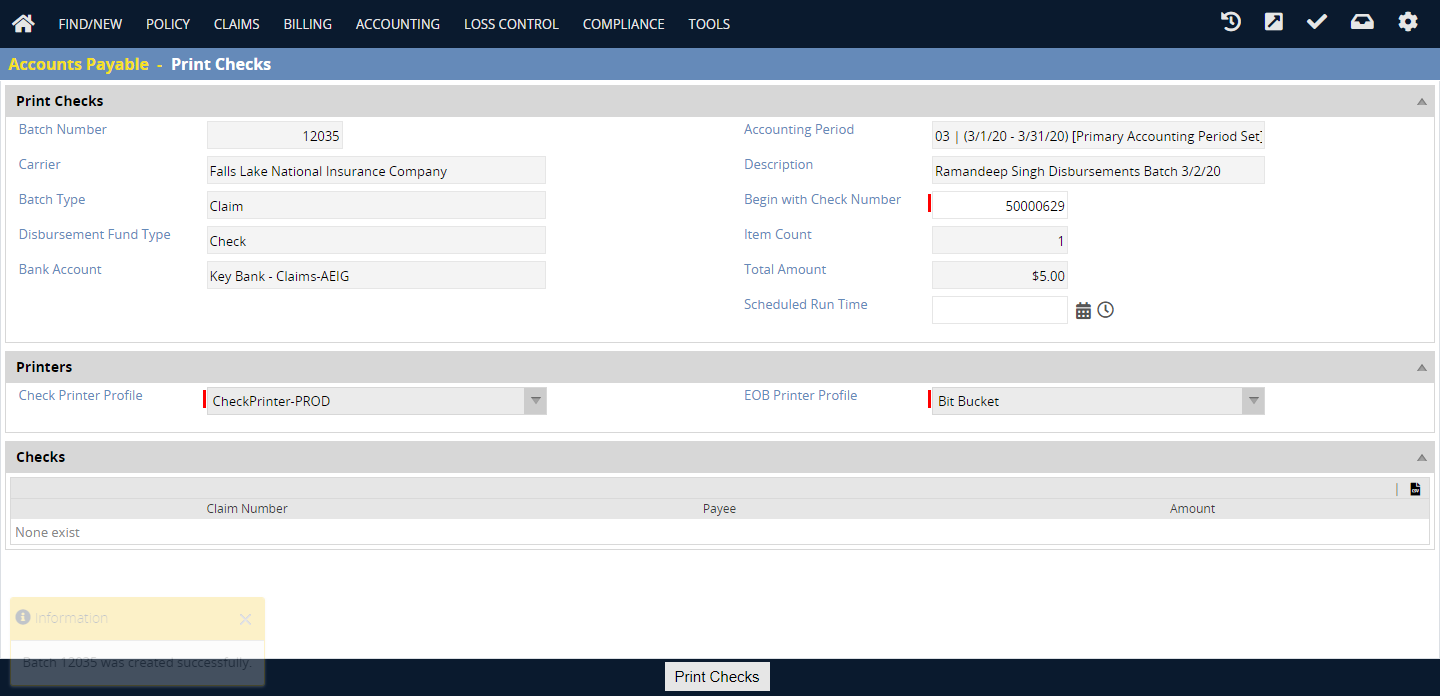 FIND/NEW POLICY CLAIMS BILLING ACCOUNTING LOSS CONTROL COMPLIANCE TOOLS
Accounts Payable - Print Checks
Print Checks
Batch Number 12035 Accounting Period 03 | (3/1/20 - 3/31/20) [Primary Accounting Period Set]
Carrier Falls Lake National Insurance Company Description Ramandeep Singh Disbursements Batch 3/2/20
Batch Type Claim Begin with Check Number 50000629
Disbursement Fund Type Check Item Count 1
Bank Account Key Bank - Claims-AEIG Total Amount $5.00
Scheduled Run Time
Printers
Check Printer Profile CheckPrinter-PROD EOB Printer Profile Bit Bucket
Checks
Claim Number Payee Amount
None exist
Information
Batch 12035 was created successfully.
Print Checks